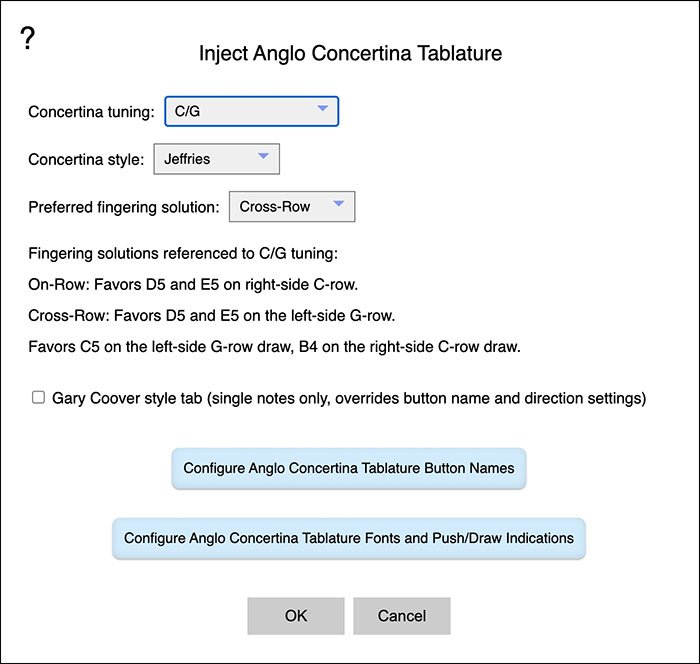 ?
Inject Anglo Concertina Tablature
Concertina tuning: C/G
Concertina style: Jeffries
Preferred fingering solution: Cross-Row
Fingering solutions referenced to C/G tuning:
On-Row: Favors D5 and E5 on right-side C-row.
Cross-Row: Favors D5 and E5 on the left-side G-row.
Favors C5 on the left-side G-row draw, B4 on the right-side C-row draw.
Gary Coover style tab (single notes only, overrides button name and direction settings)
Configure Anglo Concertina Tablature Button Names
Configure Anglo Concertina Tablature Fonts and Push/Draw Indications
OK Cancel